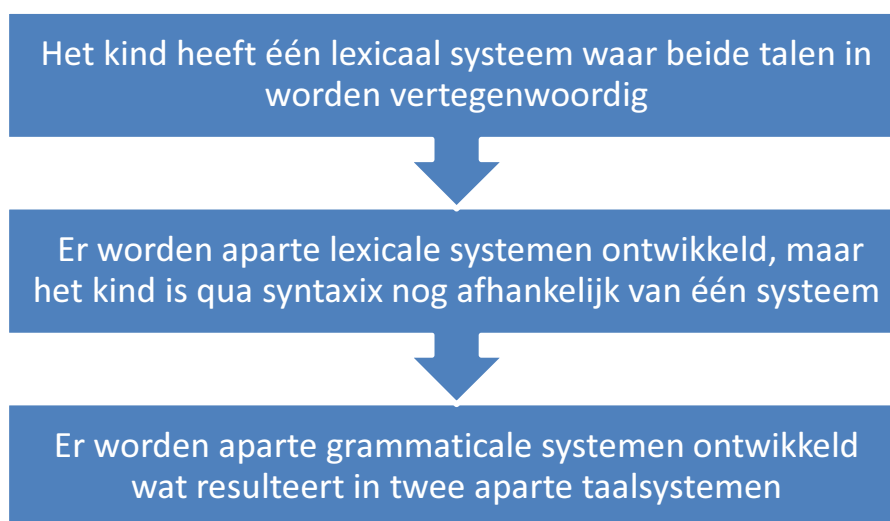 Het kind heeft één lexicaal systeem waar beide talen in
worden vertegenwoordig
Er worden aparte lexicale systemen ontwikkeld, maar
het kind is qua syntaxix nog afhankelijk van één systeem
Er worden aparte grammaticale systemen ontwikkeld
wat resulteert in twee aparte taalsystemen